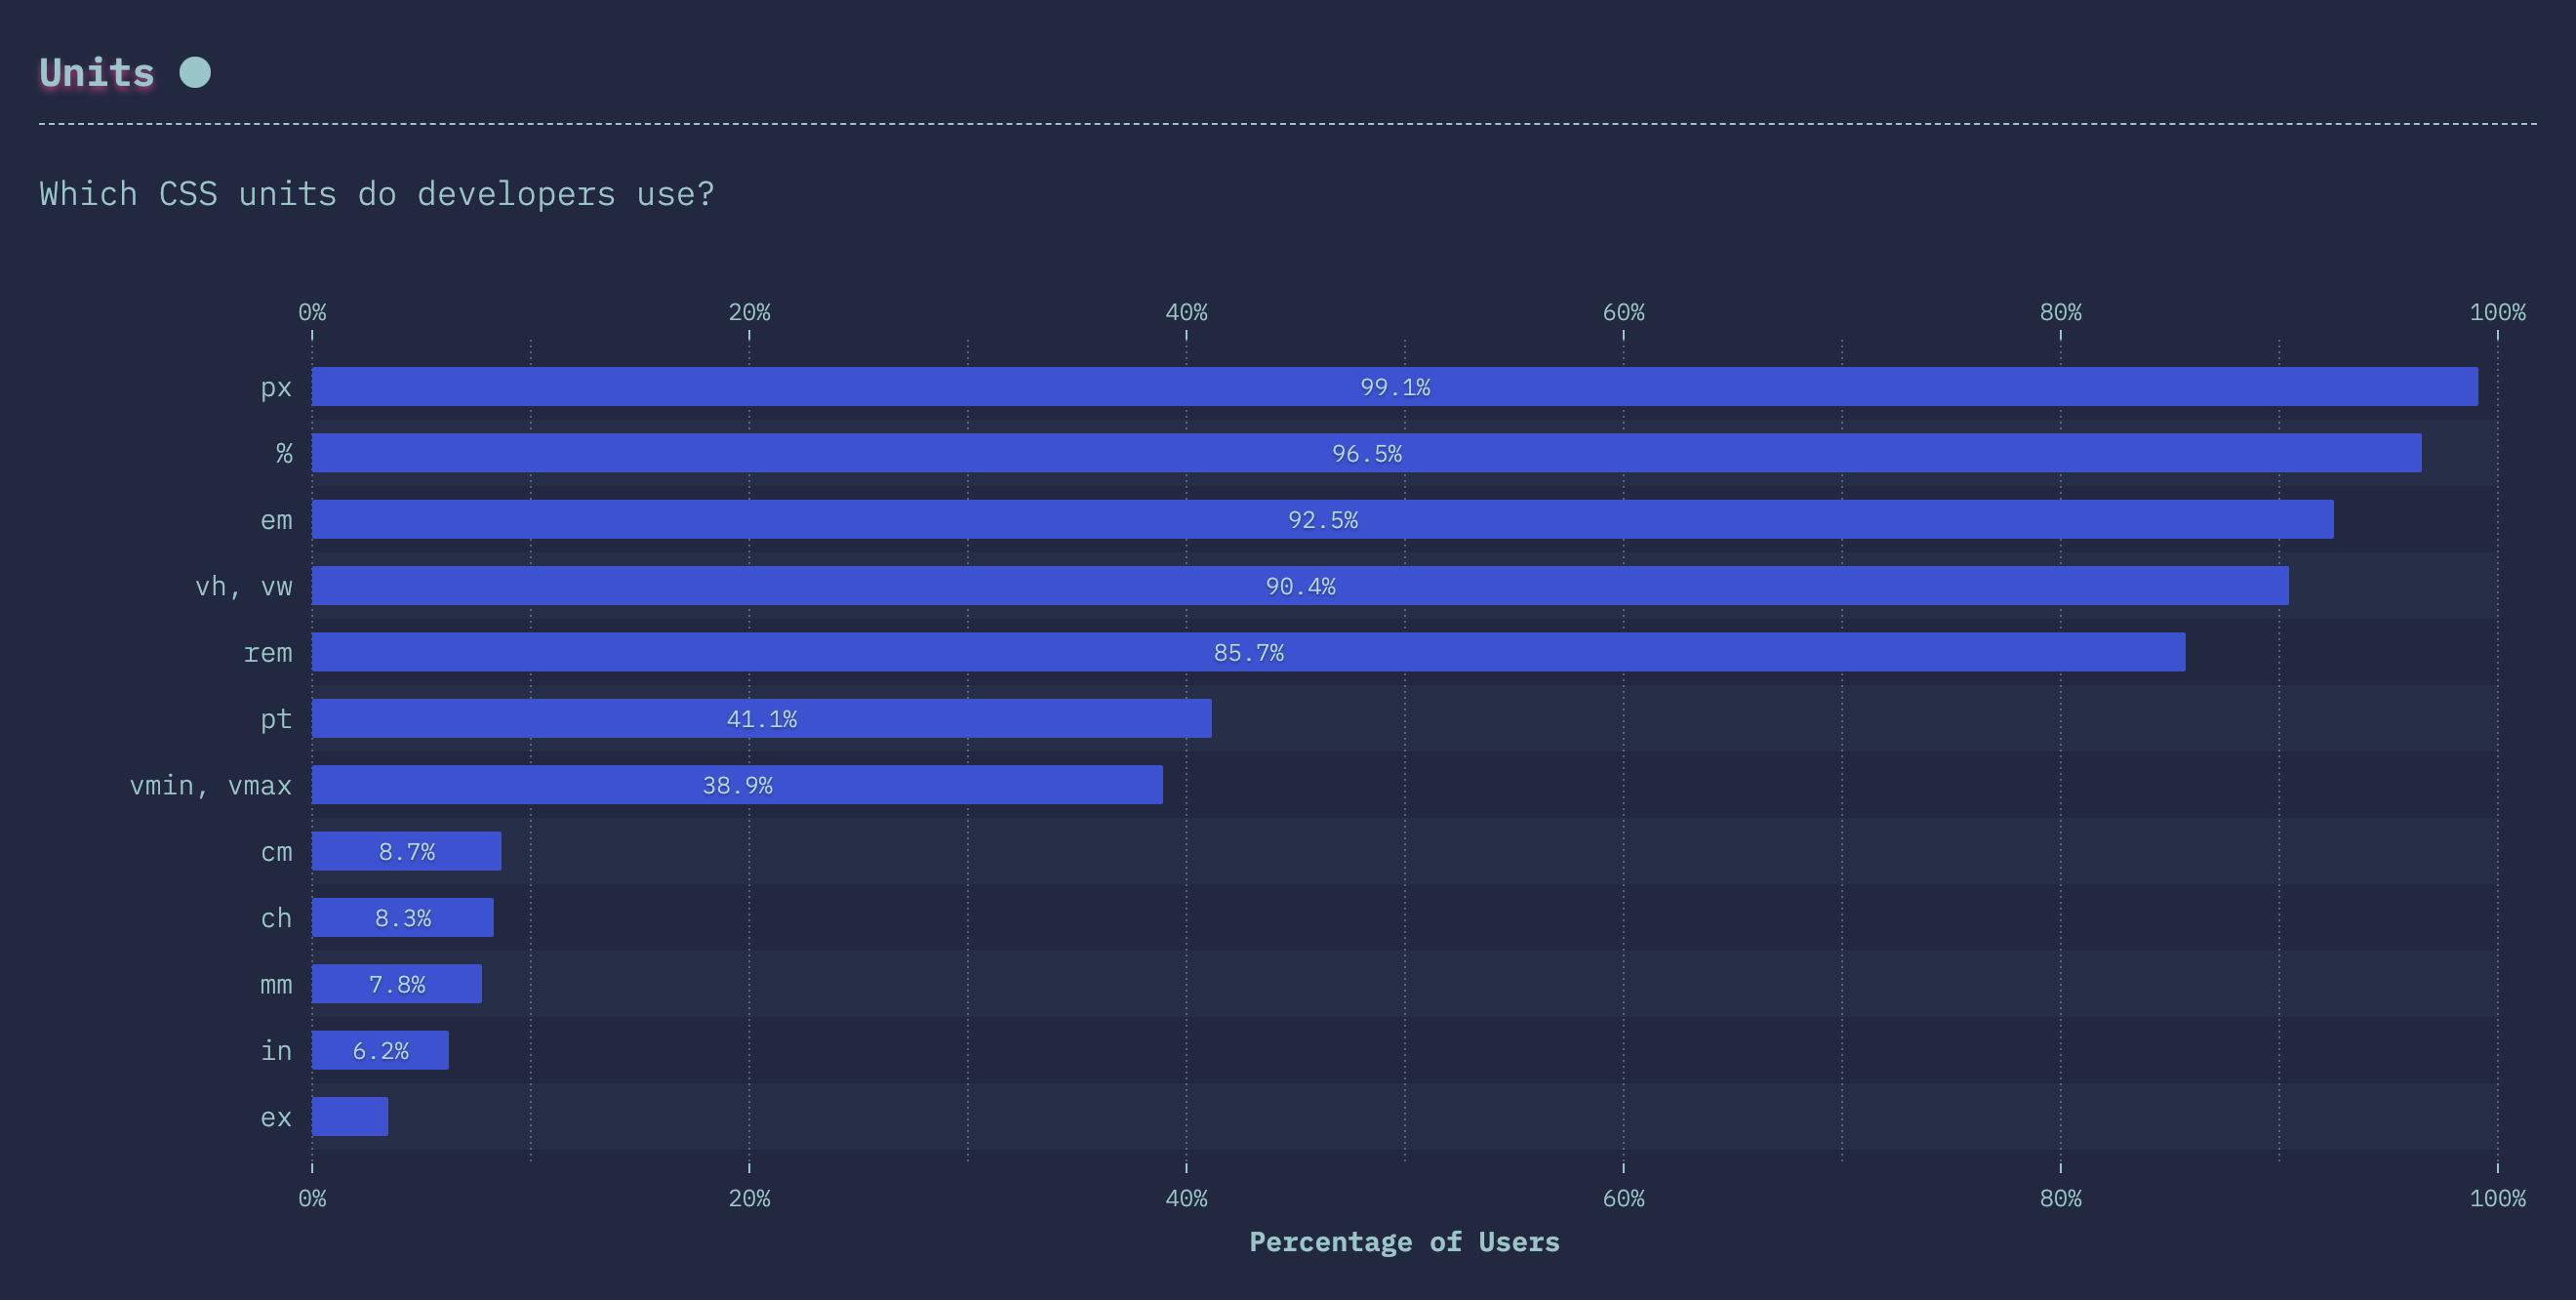 Units
Which CSS units do developers use?
0% 20% 40% 60% 80% 100%
px 99.1%
% 96.5%
em 92.5%
vh, vw 90.4%
rem 85.7%
pt 41.1%
vmin, vmax 38.9%
cm 8.7%
ch 8.3%
mm 7.8%
in 6.2%
ex
0% 20% 40% 60% 80% 100%
Percentage of Users